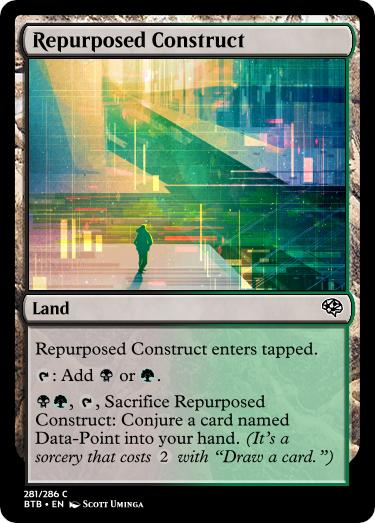 Repurposed Construct
Land
Repurposed Construct enters tapped.
: Add or .
, , Sacrifice Repurposed
Construct: Conjure a card named
Data-Point into your hand. (It's a
sorcery that costs 2 with “Draw a card.”)
281/286 C
BTB • EN Scott Uminga